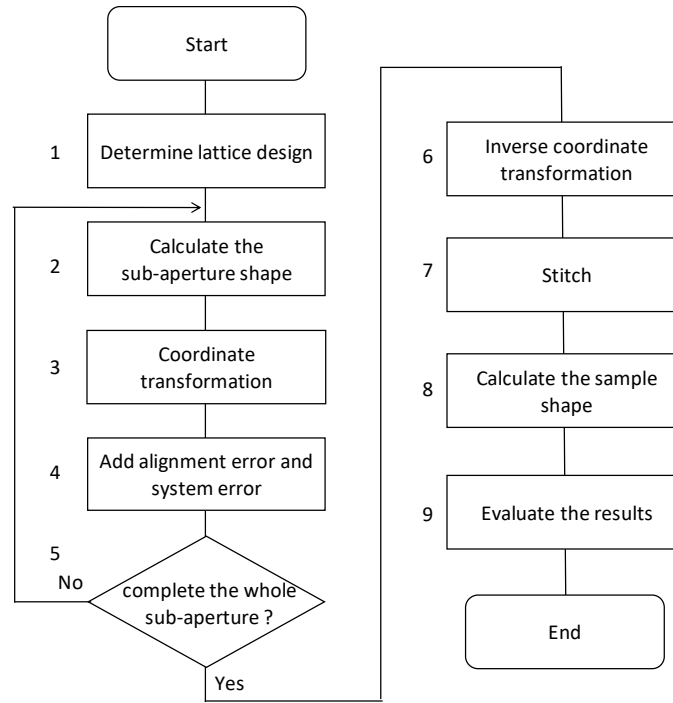 Start
1
Determine lattice design
2
Calculate the
sub-aperture shape
3
Coordinate
transformation
4
Add alignment error and
system error
5
No
complete the whole
sub-aperture ?
Yes
6
Inverse coordinate
transformation
7
Stitch
8
Calculate the sample
shape
9
Evaluate the results
End